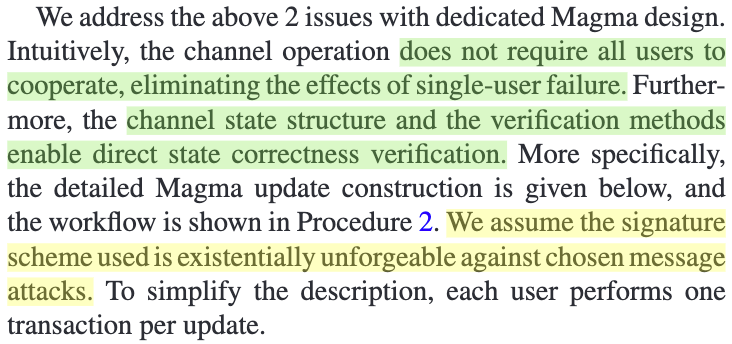 We address the above 2 issues with dedicated Magma design.
Intuitively, the channel operation does not require all users to
cooperate, eliminating the effects of single-user failure. Further-
more, the channel state structure and the verification methods
enable direct state correctness verification. More specifically,
the detailed Magma update construction is given below, and
the workflow is shown in Procedure 2. We assume the signature
scheme used is existentially unforgeable against chosen message
attacks. To simplify the description, each user performs one
transaction per update.